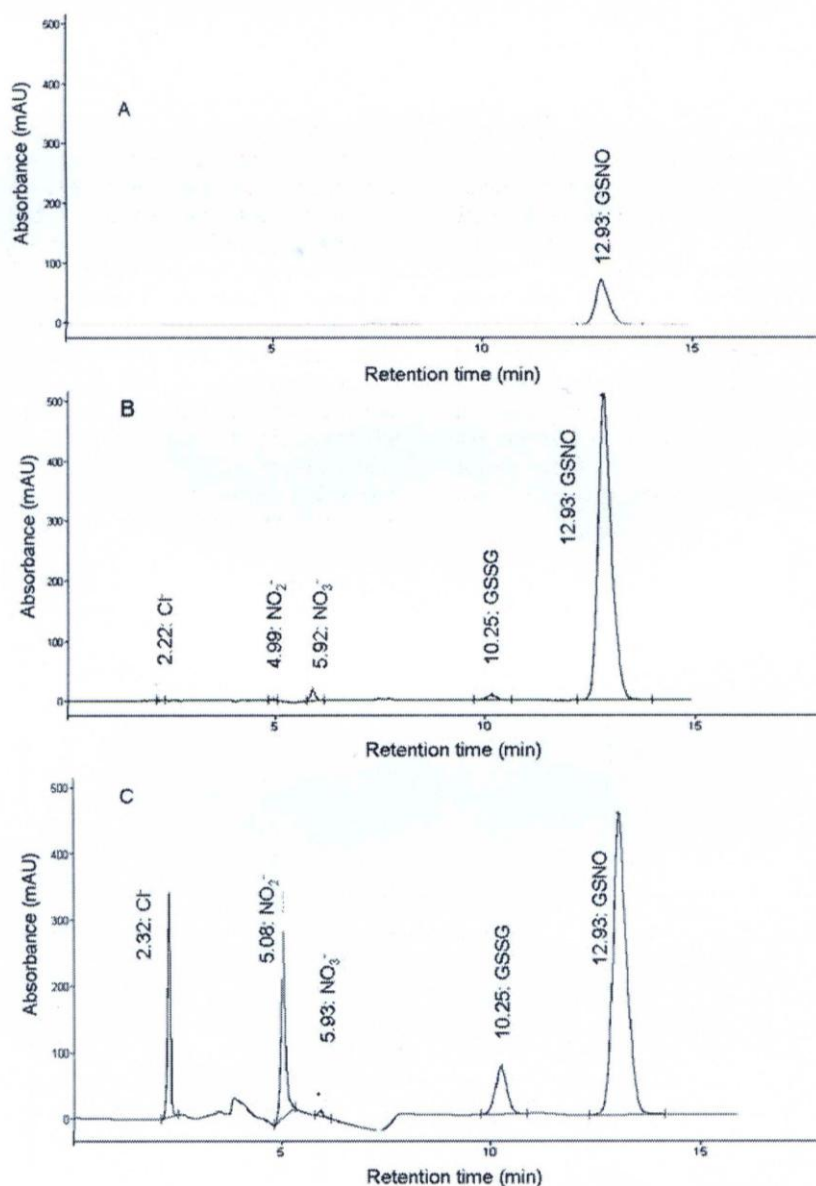 A
Absorbance (mAU)
500
400
300
200
100
0
12.93: GSNO
5
10
15
Retention time (min)
B
Absorbance (mAU)
500
400
300
200
100
0
2.22: Cl⁻
4.99: NO₂⁻
5.92: NO₃⁻
10.25: GSSG
12.93: GSNO
5
10
15
Retention time (min)
C
Absorbance (mAU)
500
400
300
200
100
0
2.32: Cl⁻
5.08: NO₂⁻
5.93: NO₃⁻
10.25: GSSG
12.93: GSNO
5
10
15
Retention time (min)